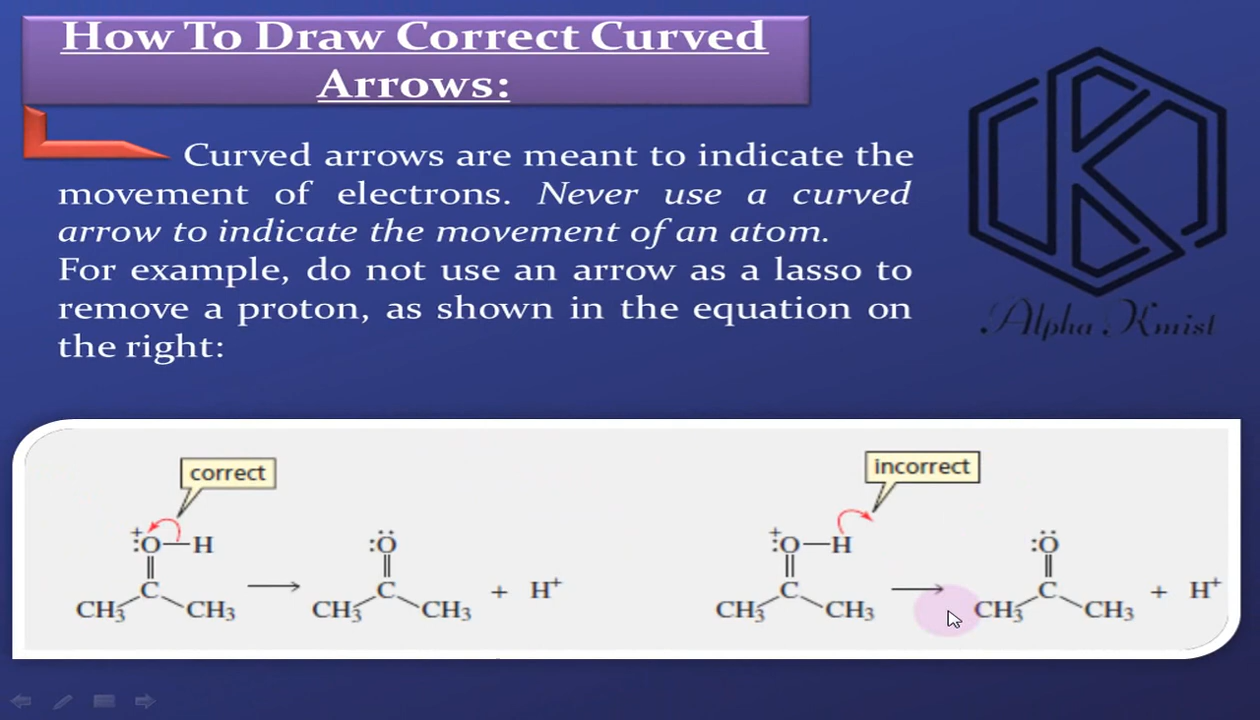 How To Draw Correct Curved
Arrows:
Curved arrows are meant to indicate the
movement of electrons. Never use a curved
arrow to indicate the movement of an atom.
For example, do not use an arrow as a lasso to
remove a proton, as shown in the equation on
the right:
Alpha Kmist
correct
incorrect
+
:O—H
:Ö
+
:O—H
:Ö
C
C
+ H⁺
C
C
+ H⁺
CH₃ CH₃
CH₃ CH₃
CH₃ CH₃
CH₃ CH₃